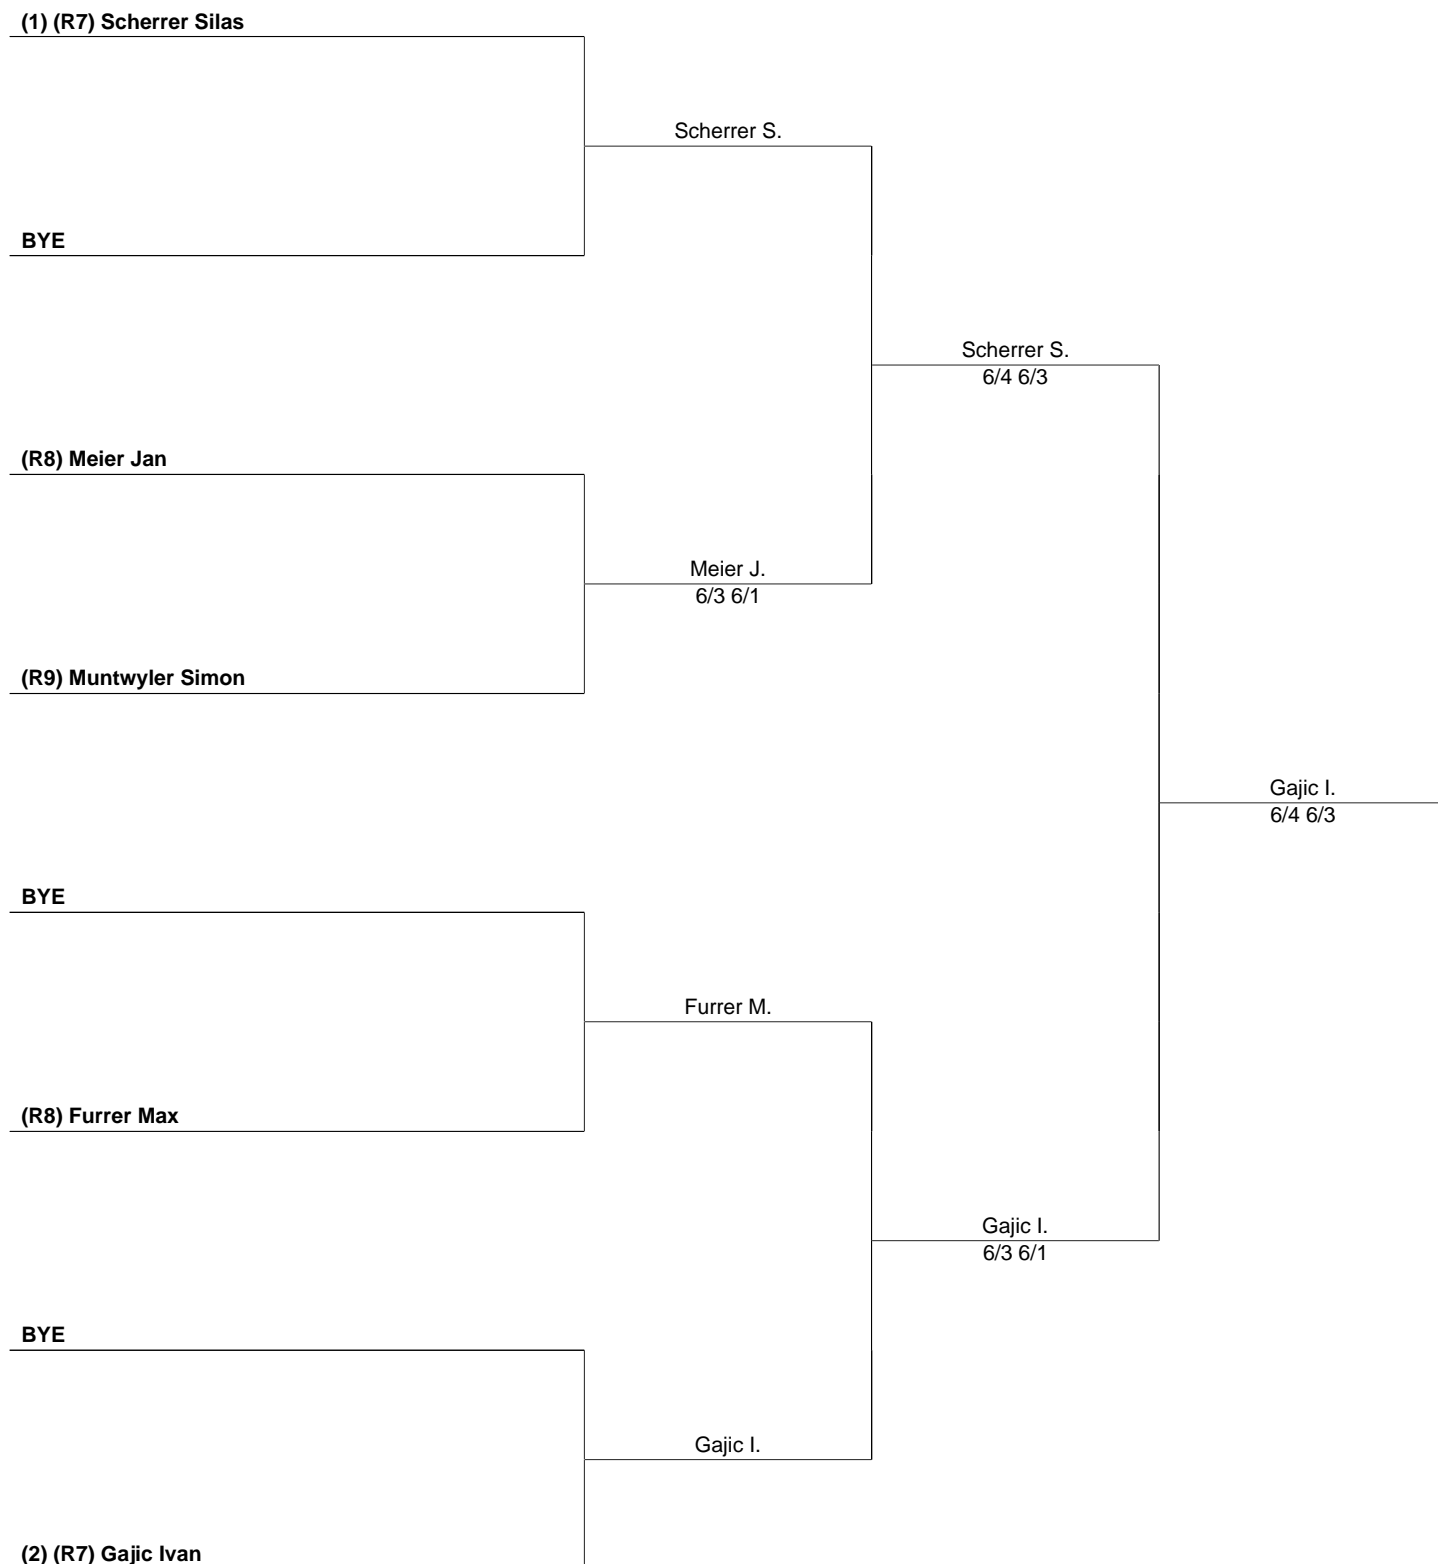 (1) (R7) Scherrer Silas
Scherrer S.
BYE
Scherrer S.
6/4 6/3
(R8) Meier Jan
Meier J.
6/3 6/1
(R9) Muntwyler Simon
Gajic I.
6/4 6/3
BYE
Furrer M.
(R8) Furrer Max
Gajic I.
6/3 6/1
BYE
Gajic I.
(2) (R7) Gajic Ivan